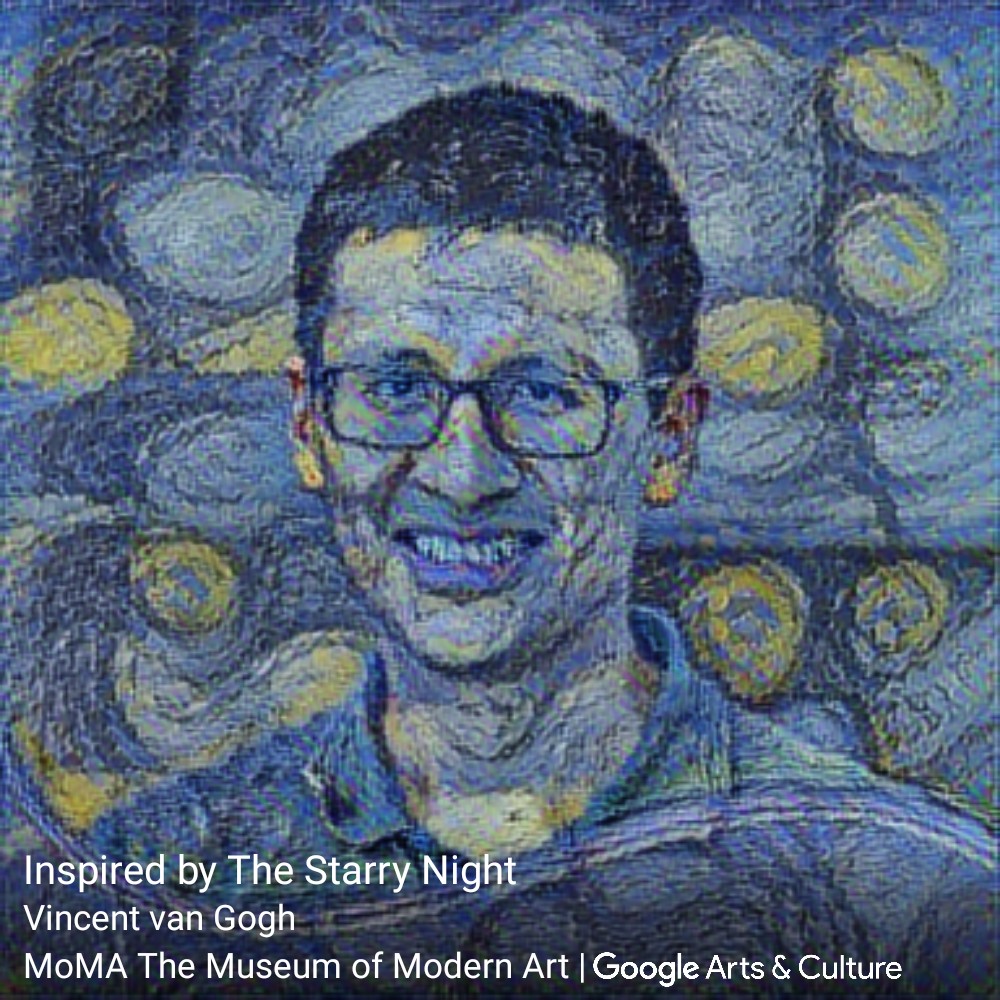 Inspired by The Starry Night
Vincent van Gogh
MoMA The Museum of Modern Art | Google Arts & Culture